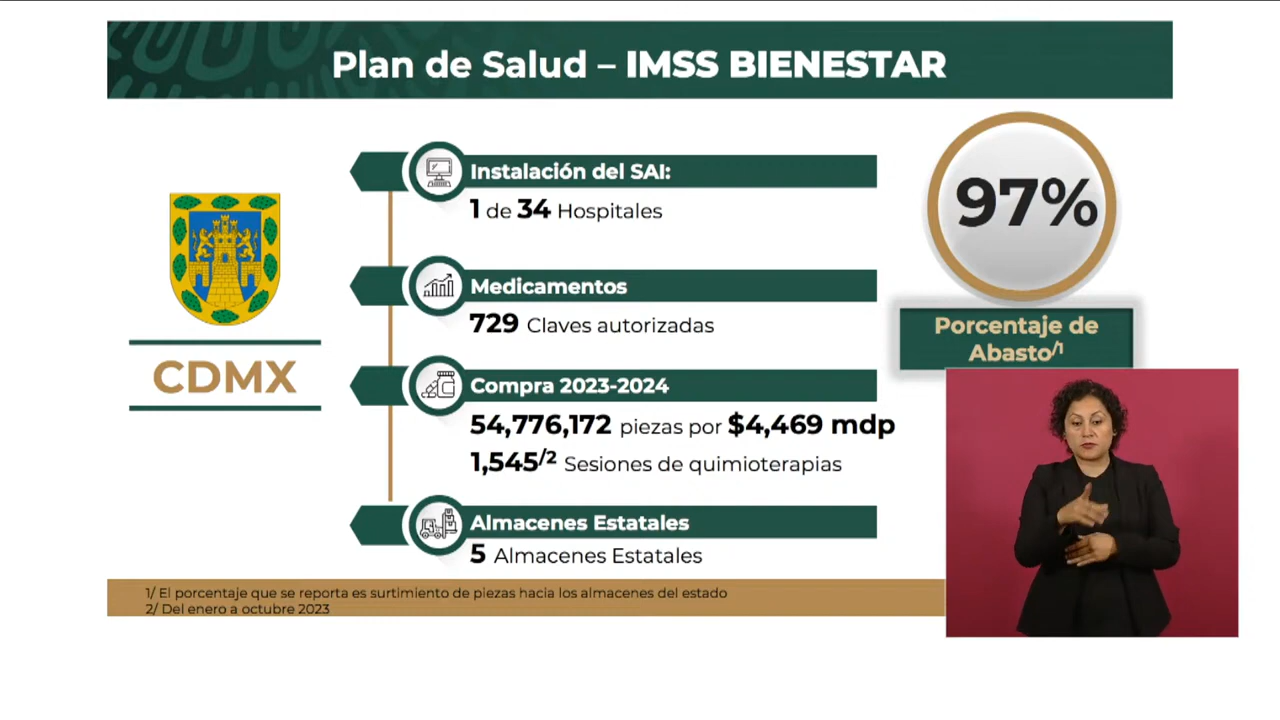 Plan de Salud – IMSS BIENESTAR
CDMX
Instalación del SAI:
1 de 34 Hospitales
Medicamentos
729 Claves autorizadas
Compra 2023-2024
54,776,172 piezas por $4,469 mdp
1,545/2 Sesiones de quimioterapias
Almacenes Estatales
5 Almacenes Estatales
97%
Porcentaje de
Abasto/1
1/ El porcentaje que se reporta es surtimiento de piezas hacia los almacenes del estado
2/ Del enero a octubre 2023